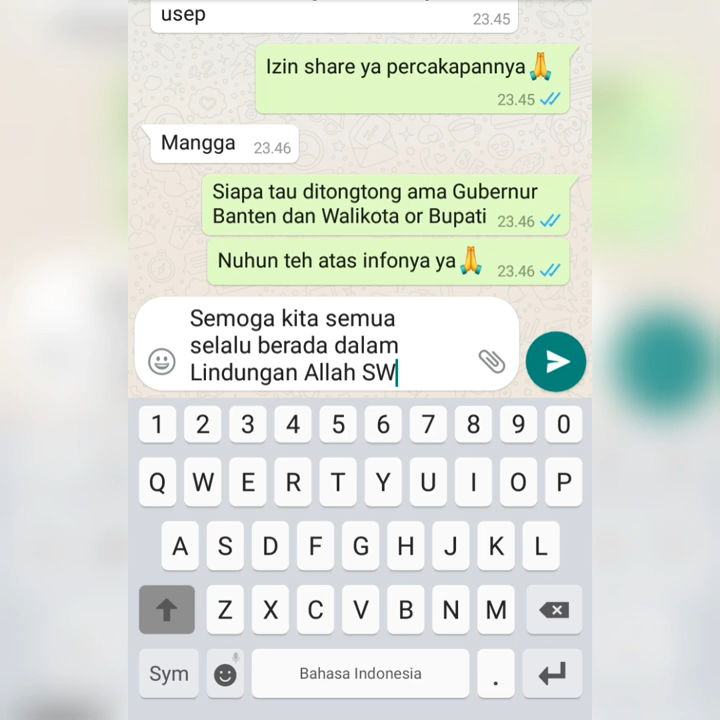 usep
23.45
Izin share ya percakapannya🙏
23.45
Mangga 23.46
Siapa tau ditongtong ama Gubernur
Banten dan Walikota or Bupati 23.46
Nuhun teh atas infonya ya🙏 23.46
Semoga kita semua
selalu berada dalam
Lindungan Allah SW
1 2 3 4 5 6 7 8 9 0
Q W E R T Y U I O P
A S D F G H J K L
Z X C V B N M
Sym Bahasa Indonesia .